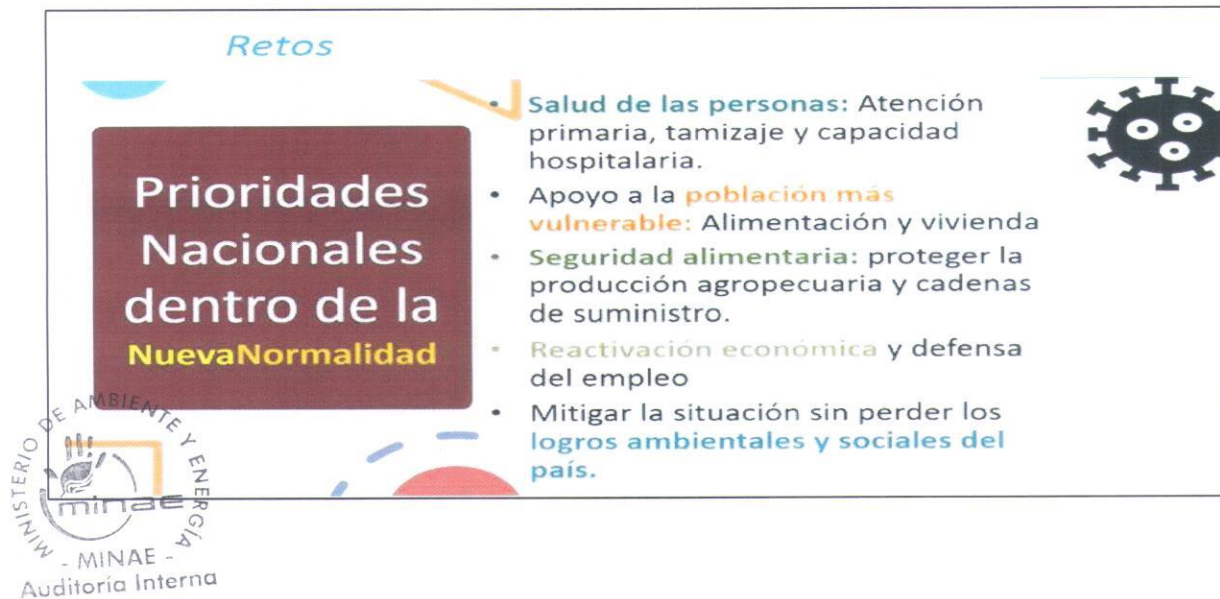 Retos
Prioridades
Nacionales
dentro de la
NuevaNormalidad
• Salud de las personas: Atención
primaria, tamizaje y capacidad
hospitalaria.
• Apoyo a la población más
vulnerable: Alimentación y vivienda
• Seguridad alimentaria: proteger la
producción agropecuaria y cadenas
de suministro.
• Reactivación económica y defensa
del empleo
• Mitigar la situación sin perder los
logros ambientales y sociales del
país.
MINISTERIO DE AMBIENTE Y ENERGÍA
minae
- MINAE -
Auditoría Interna